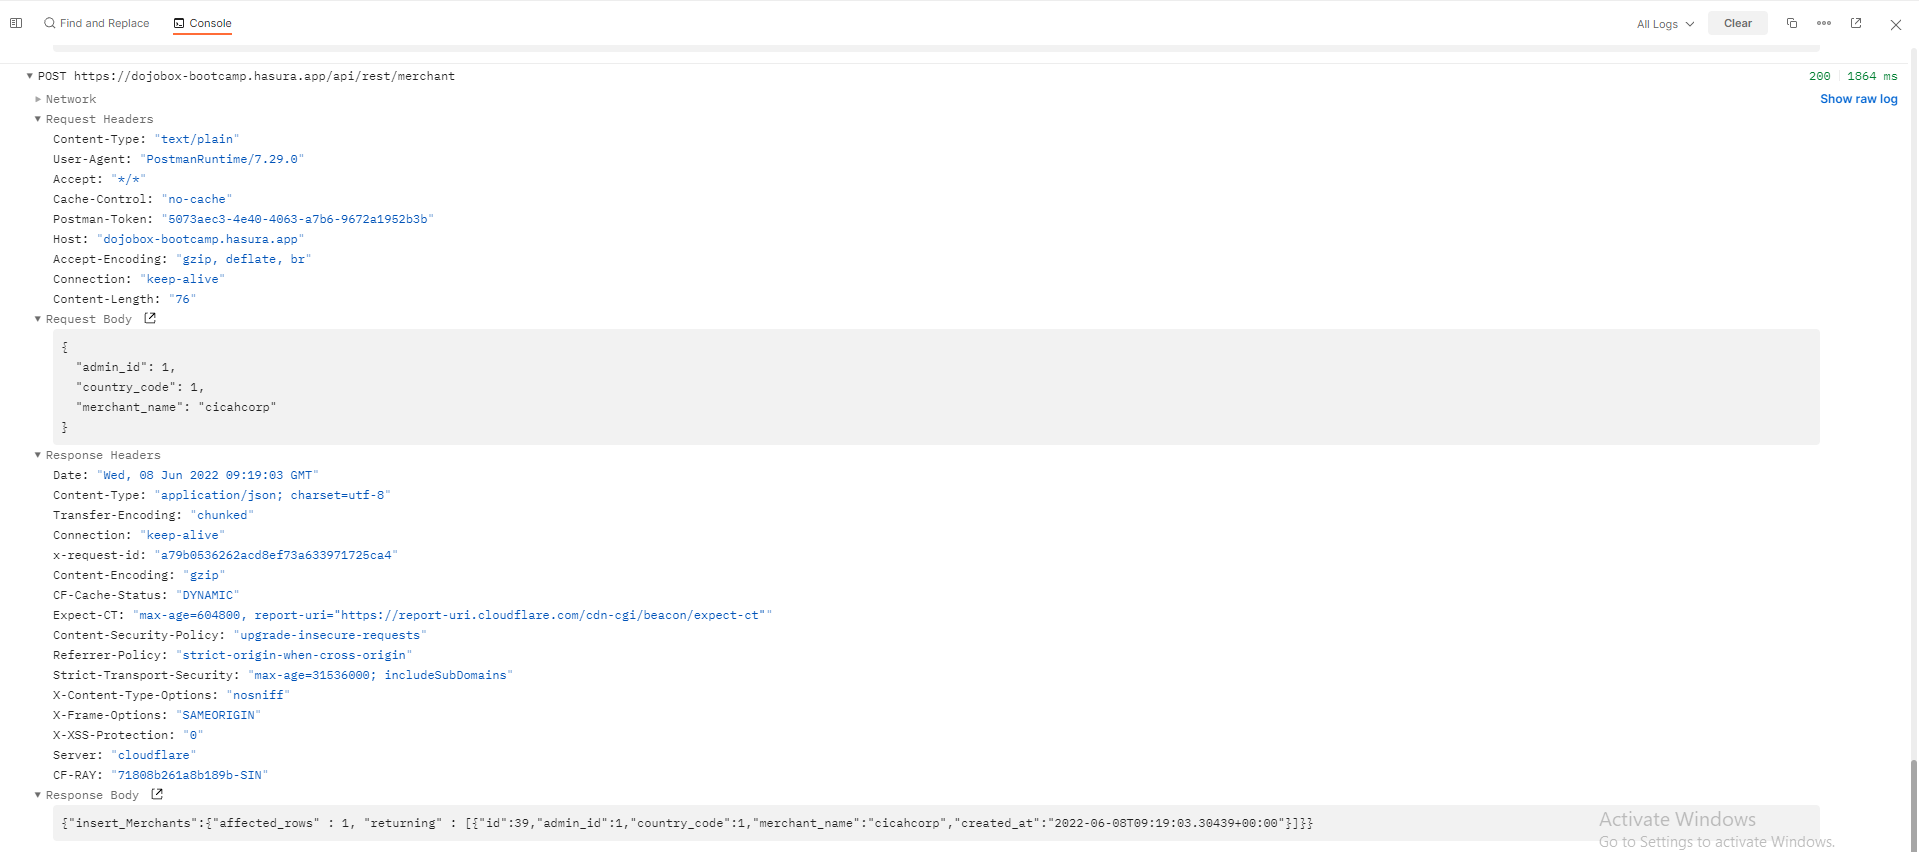 Find and Replace Console All Logs Clear
POST https://dojobox-bootcamp.hasura.app/api/rest/merchant 200 1864 ms
Network Show raw log
Request Headers
Content-Type: "text/plain"
User-Agent: "PostmanRuntime/7.29.0"
Accept: "*/*"
Cache-Control: "no-cache"
Postman-Token: "5073aec3-4e40-4063-a7b6-9672a1952b3b"
Host: "dojobox-bootcamp.hasura.app"
Accept-Encoding: "gzip, deflate, br"
Connection: "keep-alive"
Content-Length: "76"
Request Body
{
"admin_id": 1,
"country_code": 1,
"merchant_name": "cicahcorp"
}
Response Headers
Date: "Wed, 08 Jun 2022 09:19:03 GMT"
Content-Type: "application/json; charset=utf-8"
Transfer-Encoding: "chunked"
Connection: "keep-alive"
x-request-id: "a79b0536262acd8ef73a633971725ca4"
Content-Encoding: "gzip"
CF-Cache-Status: "DYNAMIC"
Expect-CT: "max-age=604800, report-uri="https://report-uri.cloudflare.com/cdn-cgi/beacon/expect-ct""
Content-Security-Policy: "upgrade-insecure-requests"
Referrer-Policy: "strict-origin-when-cross-origin"
Strict-Transport-Security: "max-age=31536000; includeSubDomains"
X-Content-Type-Options: "nosniff"
X-Frame-Options: "SAMEORIGIN"
X-XSS-Protection: "0"
Server: "cloudflare"
CF-RAY: "71808b261a8b189b-SIN"
Response Body
{"insert_Merchants":{"affected_rows" : 1, "returning" : [{"id":39,"admin_id":1,"country_code":1,"merchant_name":"cicahcorp","created_at":"2022-06-08T09:19:03.30439+00:00"}]}}
Activate Windows
Go to Settings to activate Windows.